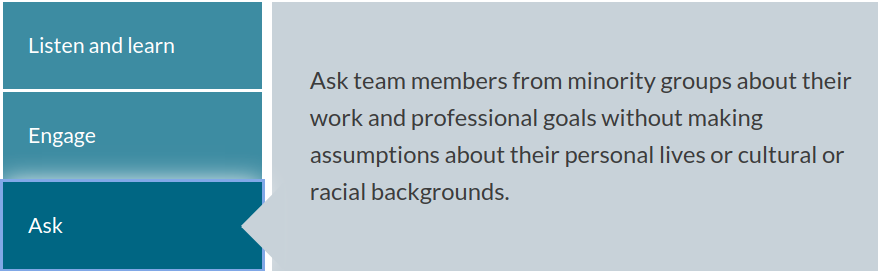 Listen and learn
Engage
Ask
Ask team members from minority groups about their
work and professional goals without making
assumptions about their personal lives or cultural or
racial backgrounds.